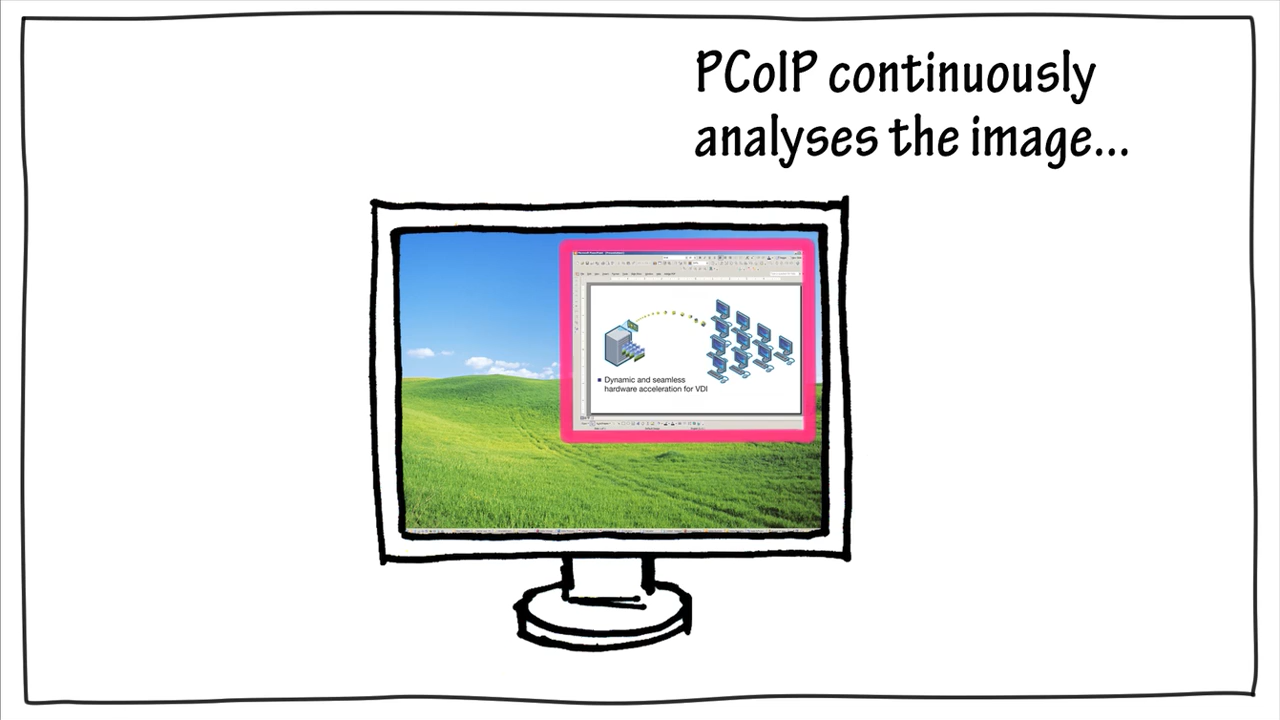 PCoIP continuously
analyses the image...
Dynamic and seamless
hardware acceleration for VDI